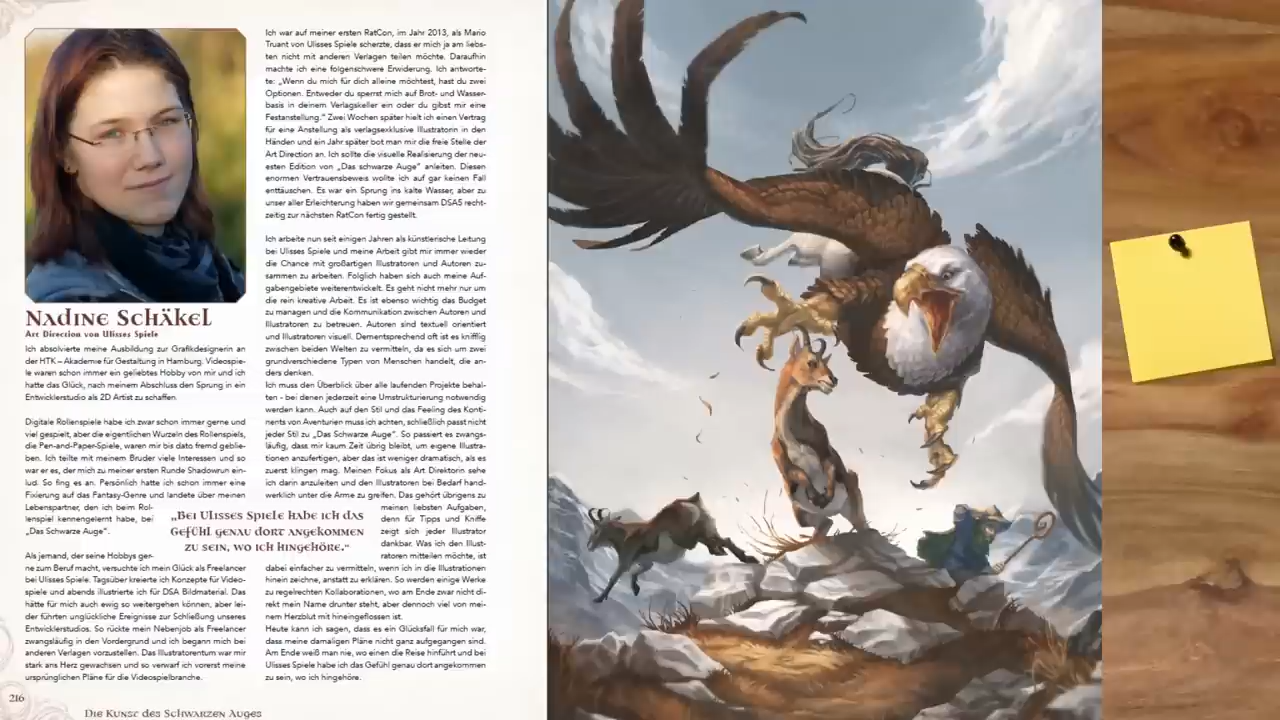 Nadine Schäkel
Art Direction von Ulisses Spiele
Ich absolvierte meine Ausbildung zur Grafikdesignerin an
der HTK – Akademie für Gestaltung in Hamburg. Videospie-
le waren schon immer ein geliebtes Hobby von mir und ich
hatte das Glück, nach meinem Abschluss den Sprung in ein
Entwicklerstudio als 2D Artist zu schaffen.
Digitale Rollenspiele habe ich zwar schon immer gerne und
viel gespielt, aber die eigentlichen Wurzeln des Rollenspiels,
die Pen-and-Paper-Spiele, waren mir bis dato fremd geblie-
ben. Ich teilte mit meinem Bruder viele Interessen und so
war er es, der mich zu meiner ersten Runde Shadowrun ein-
lud. So fing es an. Persönlich hatte ich schon immer eine
Fixierung auf das Fantasy-Genre und landete über meinen
Lebenspartner, den ich beim Rol-
lenspiel kennengelernt habe, bei
„Das Schwarze Auge“.
Als jemand, der seine Hobbys ger-
ne zum Beruf macht, versuchte ich mein Glück als Freelancer
bei Ulisses Spiele. Tagsüber kreierte ich Konzepte für Video-
spiele und abends illustrierte ich für DSA Bildmaterial. Das
hätte für mich auch ewig so weitergehen können, aber lei-
der führten unglückliche Ereignisse zur Schließung unseres
Entwicklerstudios. So rückte mein Nebenjob als Freelancer
zwangsläufig in den Vordergrund und ich begann mich bei
anderen Verlagen vorzustellen. Das Illustratorentum war mir
stark ans Herz gewachsen und so verwarf ich vorerst meine
ursprünglichen Pläne für die Videospielbranche.
„Bei Ulisses Spiele habe ich das
Gefühl genau dort angekommen
zu sein, wo ich hingehöre.“
Ich war auf meiner ersten RatCon, im Jahr 2013, als Mario
Truant von Ulisses Spiele scherzte, dass er mich ja am liebs-
ten nicht mit anderen Verlagen teilen möchte. Daraufhin
machte ich eine folgenschwere Erwiderung. Ich antworte-
te: „Wenn du mich für dich alleine möchtest, hast du zwei
Optionen. Entweder du sperrst mich auf Brot- und Wasser-
basis in deinem Verlagskeller ein oder du gibst mir eine
Festanstellung.“ Zwei Wochen später hielt ich einen Vertrag
für eine Anstellung als verlagsexklusive Illustratorin in den
Händen und ein Jahr später bot man mir die freie Stelle der
Art Direction an. Ich sollte die visuelle Realisierung der neu-
esten Edition von „Das schwarze Auge“ anleiten. Diesen
enormen Vertrauensbeweis wollte ich auf gar keinen Fall
enttäuschen. Es war ein Sprung ins kalte Wasser, aber zu
unser aller Erleichterung haben wir gemeinsam DSA5 recht-
zeitig zur nächsten RatCon fertig gestellt.
Ich arbeite nun seit einigen Jahren als künstlerische Leitung
bei Ulisses Spiele und meine Arbeit gibt mir immer wieder
die Chance mit großartigen Illustratoren und Autoren zu-
sammen zu arbeiten. Folglich haben sich auch meine Auf-
gabengebiete weiterentwickelt. Es geht nicht mehr nur um
die rein kreative Arbeit. Es ist ebenso wichtig das Budget
zu managen und die Kommunikation zwischen Autoren und
Illustratoren zu betreuen. Autoren sind textuell orientiert
und Illustratoren visuell. Dementsprechend oft ist es knifflig
zwischen beiden Welten zu vermitteln, da es sich um zwei
grundverschiedene Typen von Menschen handelt, die an-
ders denken.
Ich muss den Überblick über alle laufenden Projekte behal-
ten - bei denen jederzeit eine Umstrukturierung notwendig
werden kann. Auch auf den Stil und das Feeling des Konti-
nents von Aventurien muss ich achten, schließlich passt nicht
jeder Stil zu „Das Schwarze Auge“. So passiert es zwangs-
läufig, dass mir kaum Zeit übrig bleibt, um eigene Illustra-
tionen anzufertigen, aber das ist weniger dramatisch, als es
zuerst klingen mag. Meinen Fokus als Art Direktorin sehe
ich darin anzuleiten und den Illustratoren bei Bedarf hand-
werklich unter die Arme zu greifen. Das gehört übrigens zu
meinen liebsten Aufgaben,
denn für Tipps und Kniffe
zeigt sich jeder Illustrator
dankbar. Was ich den Illust-
ratoren mitteilen möchte, ist
dabei einfacher zu vermitteln, wenn ich in die Illustrationen
hinein zeichne, anstatt zu erklären. So werden einige Werke
zu regelrechten Kollaborationen, wo am Ende zwar nicht di-
rekt mein Name drunter steht, aber dennoch viel von mei-
nem Herzblut mit hineingeflossen ist.
Heute kann ich sagen, dass es ein Glücksfall für mich war,
dass meine damaligen Pläne nicht ganz aufgegangen sind.
Am Ende weiß man nie, wo einen die Reise hinführt und bei
Ulisses Spiele habe ich das Gefühl genau dort angekommen
zu sein, wo ich hingehöre.
216
Die Kunst des Schwarzen Auges